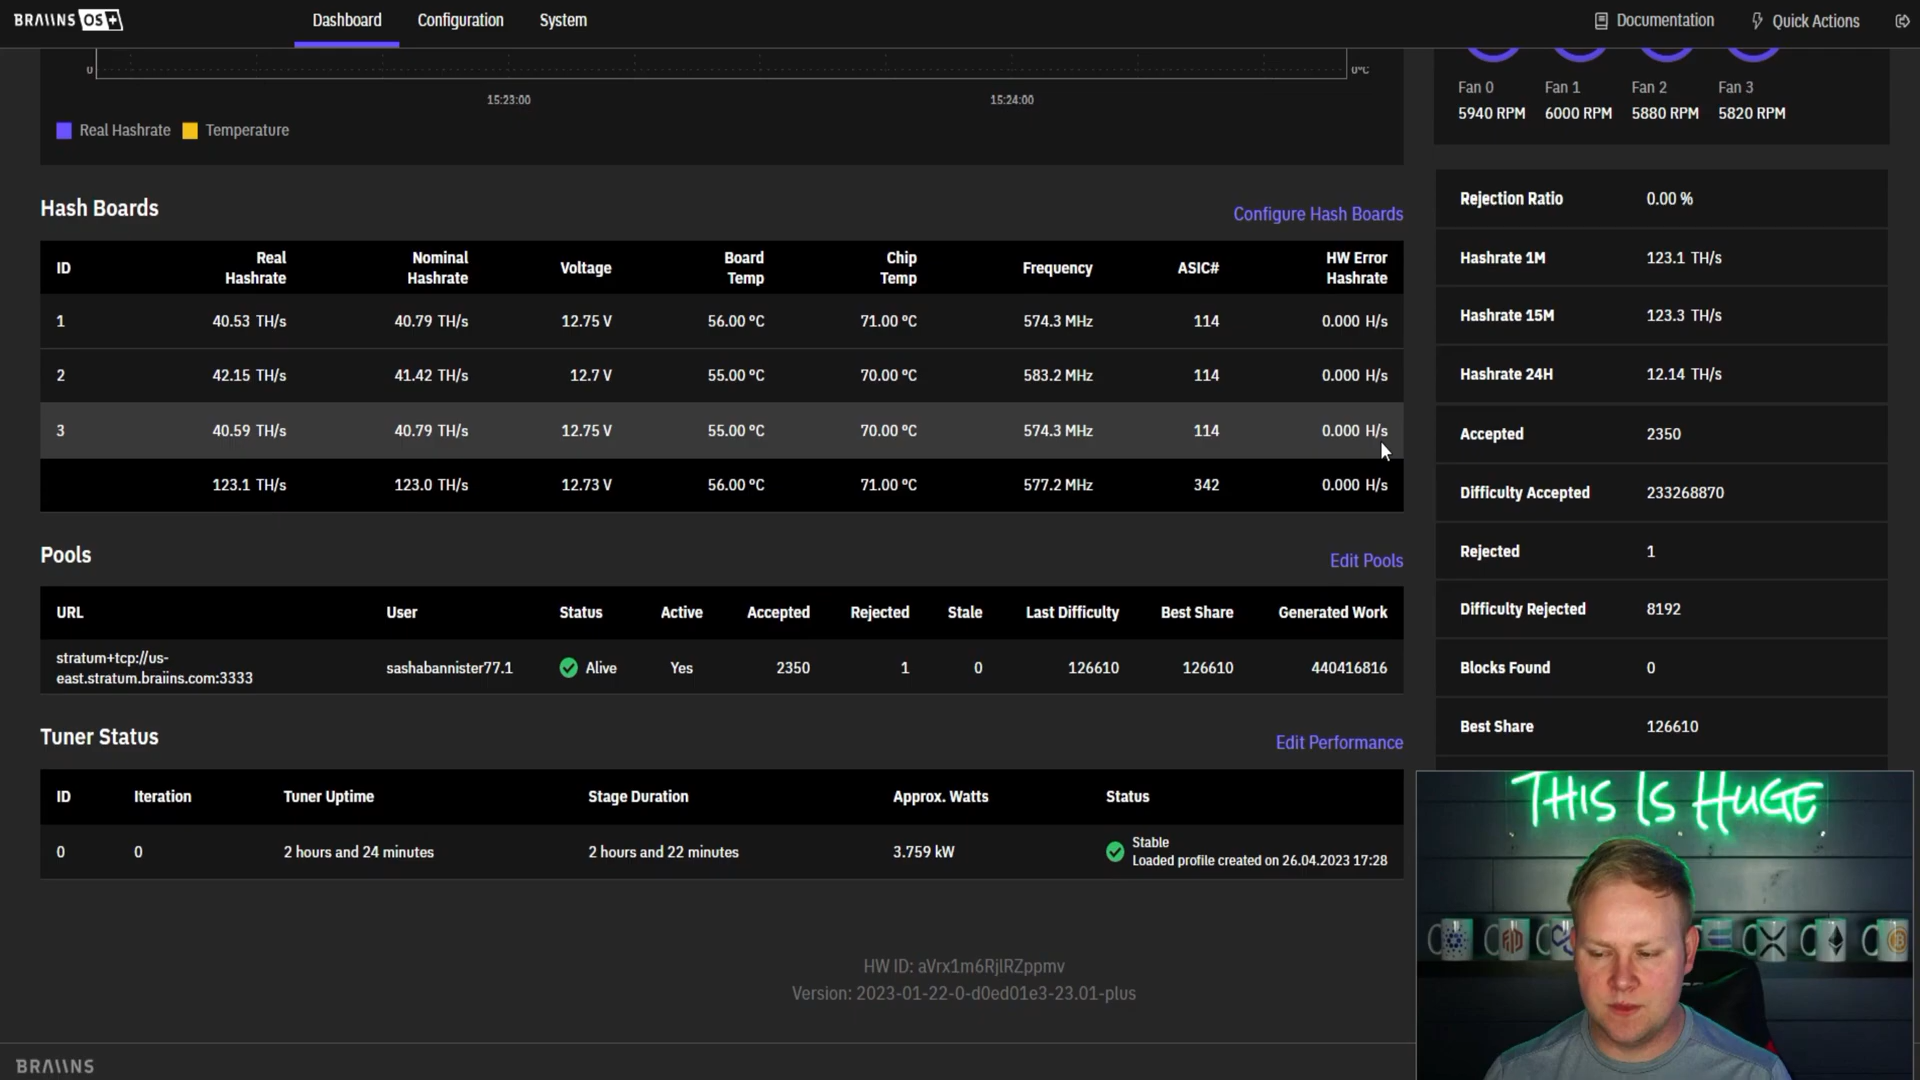 BRAIINS OS+
Dashboard
Configuration
System
Documentation
Quick Actions
0
0°C
15:23:00
15:24:00
Real Hashrate
Temperature
Fan 0
Fan 1
Fan 2
Fan 3
5940 RPM
6000 RPM
5880 RPM
5820 RPM
Hash Boards
Configure Hash Boards
ID
Real Hashrate
Nominal Hashrate
Voltage
Board Temp
Chip Temp
Frequency
ASIC#
HW Error Hashrate
1 40.53 TH/s 40.79 TH/s 12.75 V 56.00 °C 71.00 °C 574.3 MHz 114 0.000 H/s
2 42.15 TH/s 41.42 TH/s 12.7 V 55.00 °C 70.00 °C 583.2 MHz 114 0.000 H/s
3 40.59 TH/s 40.79 TH/s 12.75 V 55.00 °C 70.00 °C 574.3 MHz 114 0.000 H/s
123.1 TH/s 123.0 TH/s 12.73 V 56.00 °C 71.00 °C 577.2 MHz 342 0.000 H/s
Rejection Ratio 0.00 %
Hashrate 1M 123.1 TH/s
Hashrate 15M 123.3 TH/s
Hashrate 24H 12.14 TH/s
Accepted 2350
Difficulty Accepted 233268870
Rejected 1
Difficulty Rejected 8192
Blocks Found 0
Best Share 126610
Pools
Edit Pools
URL User Status Active Accepted Rejected Stale Last Difficulty Best Share Generated Work
stratum+tcp://us-
east.stratum.braiins.com:3333
sashabannister77.1 Alive Yes 2350 1 0 126610 126610 440416816
Tuner Status
Edit Performance
ID Iteration Tuner Uptime Stage Duration Approx. Watts Status
0 0 2 hours and 24 minutes 2 hours and 22 minutes 3.759 kW
Stable
Loaded profile created on 26.04.2023 17:28
HW ID: aVrx1m6RjlRZppmv
Version: 2023-01-22-0-d0ed01e3-23.01-plus
BRAIINS
THIS IS HUGE